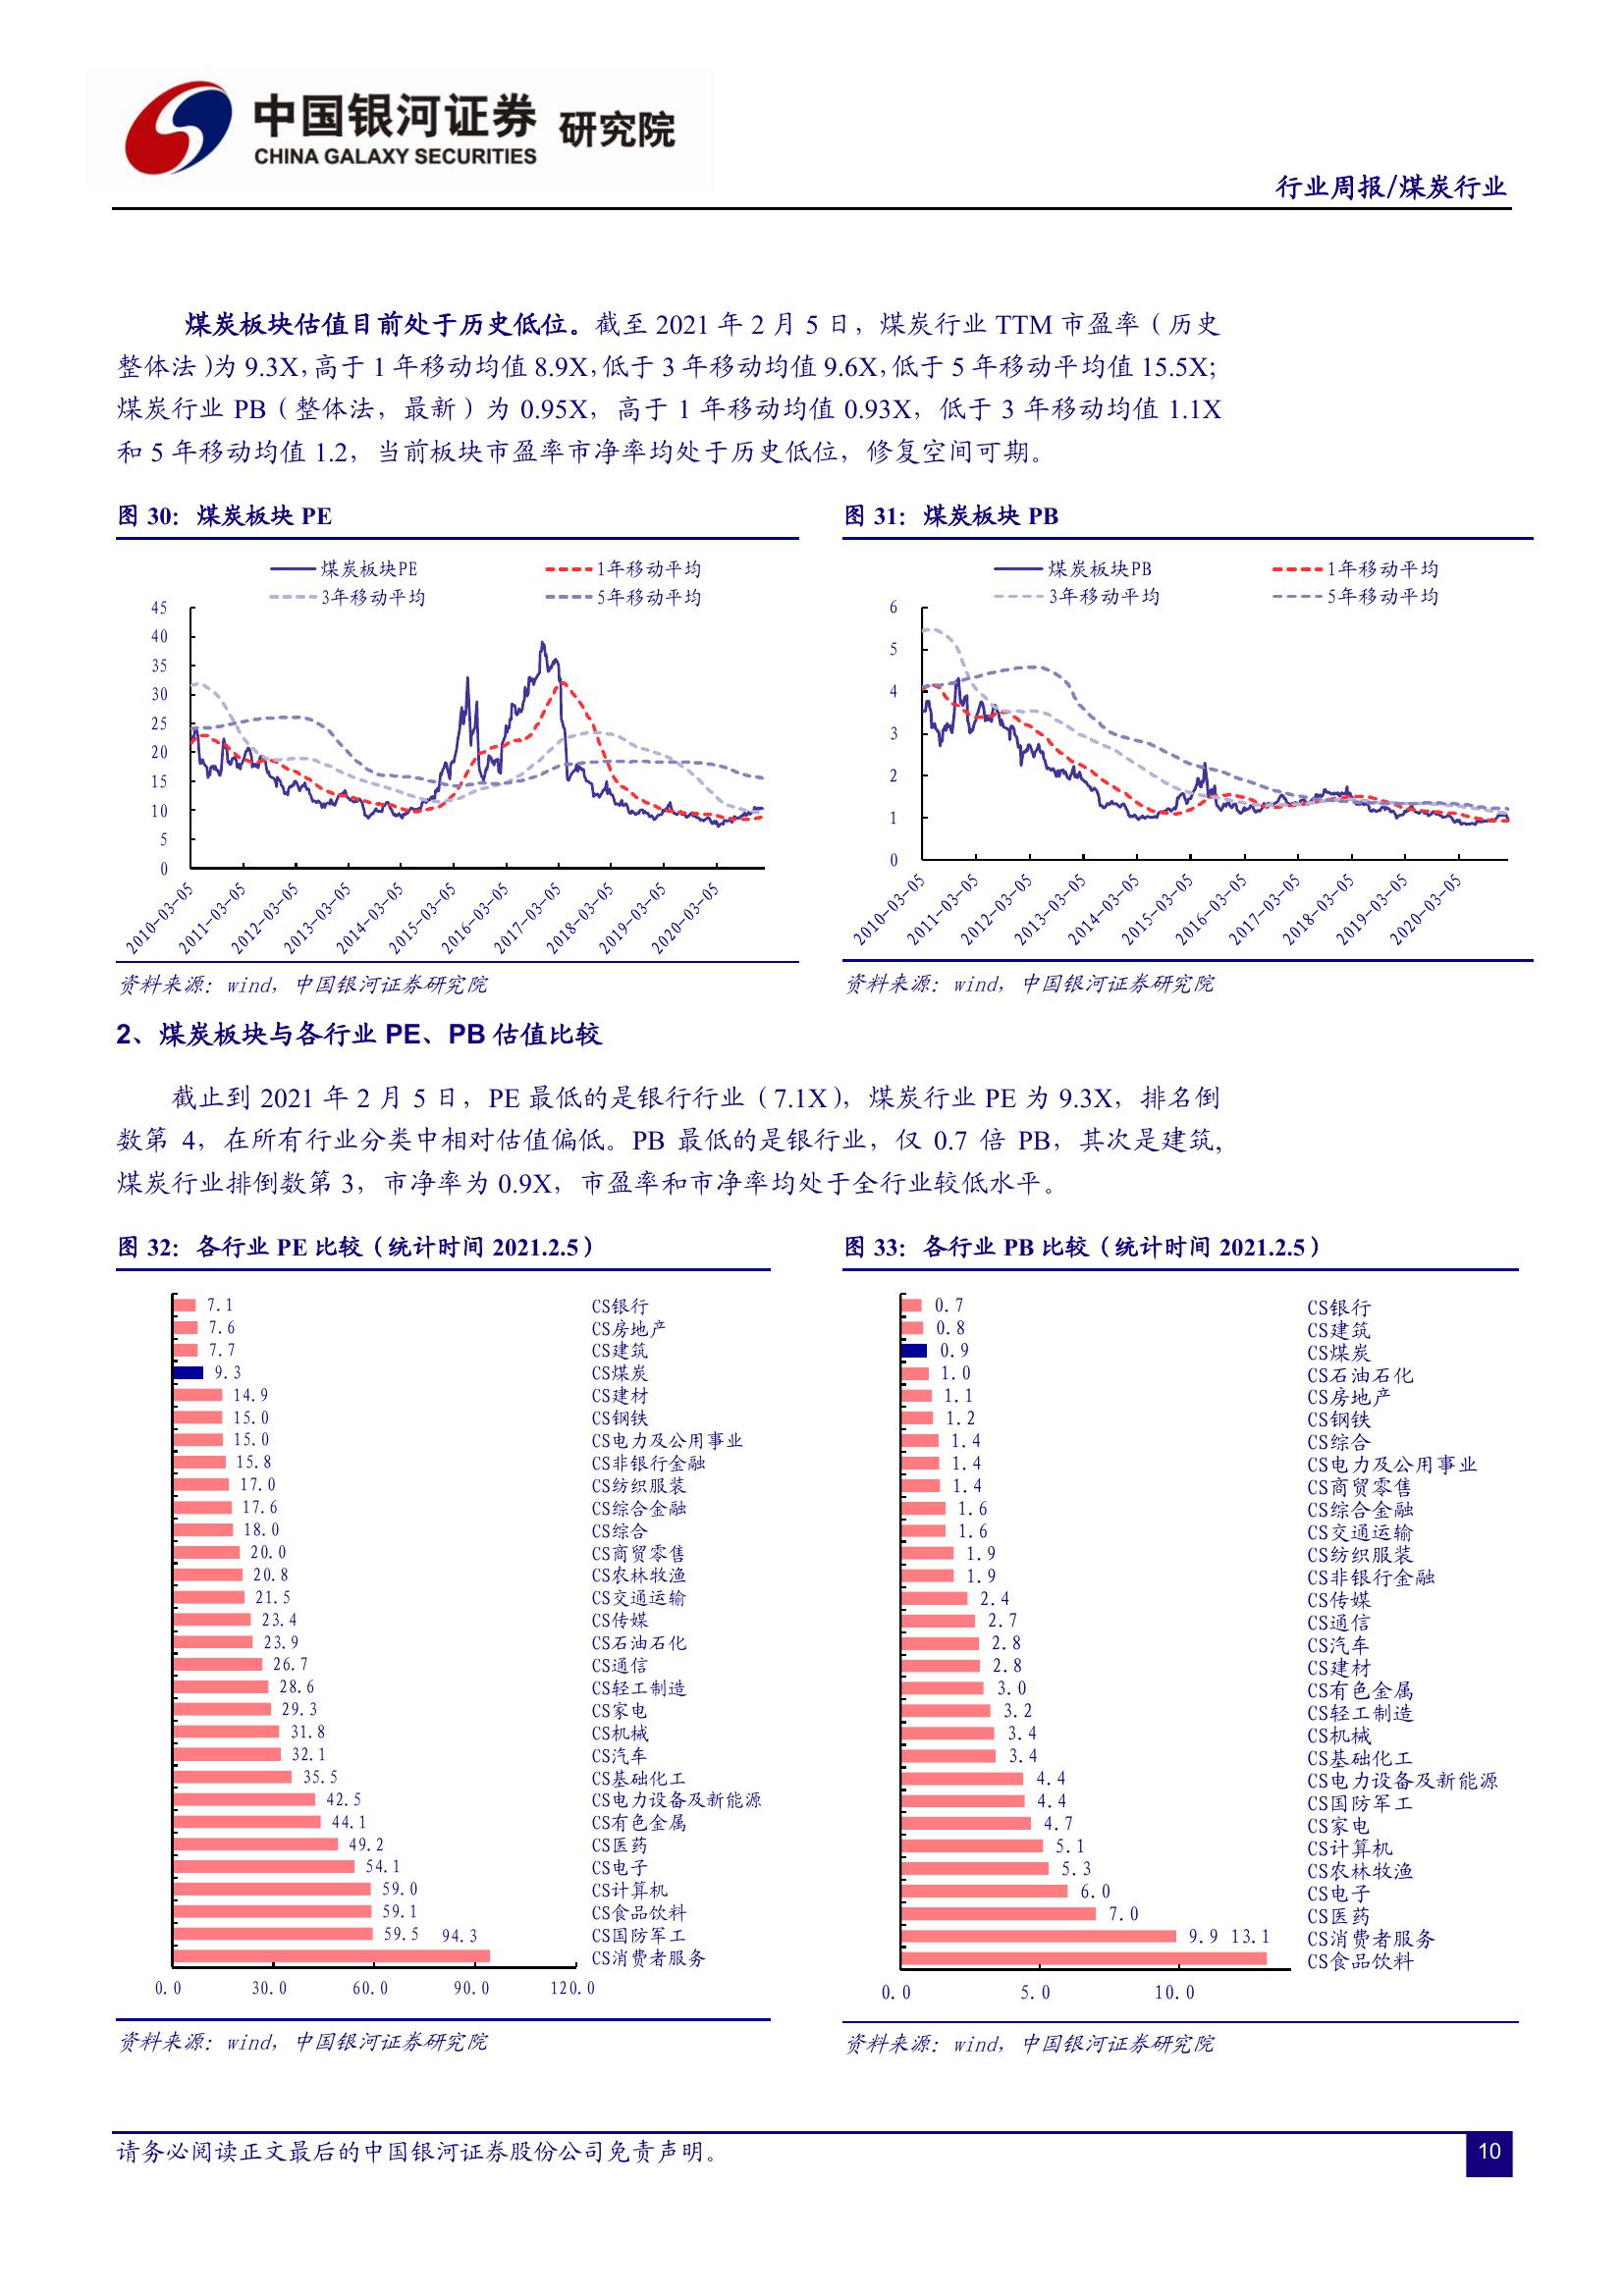 中国银河证券 研究院
CHINA GALAXY SECURITIES
行业周报/煤炭行业
煤炭板块估值目前处于历史低位。截至 2021 年 2 月 5 日，煤炭行业 TTM 市盈率（历史
整体法）为 9.3X，高于 1 年移动均值 8.9X，低于 3 年移动均值 9.6X，低于 5 年移动平均值 15.5X；
煤炭行业 PB（整体法，最新）为 0.95X，高于 1 年移动均值 0.93X，低于 3 年移动均值 1.1X
和 5 年移动均值 1.2，当前板块市盈率市净率均处于历史低位，修复空间可期。
图 30：煤炭板块 PE
煤炭板块PE 1年移动平均
3年移动平均 5年移动平均
45
40
35
30
25
20
15
10
5
0
2010-03-05 2011-03-05 2012-03-05 2013-03-05 2014-03-05 2015-03-05 2016-03-05 2017-03-05 2018-03-05 2019-03-05 2020-03-05
资料来源：wind，中国银河证券研究院
图 31：煤炭板块 PB
煤炭板块PB 1年移动平均
3年移动平均 5年移动平均
6
5
4
3
2
1
0
2010-03-05 2011-03-05 2012-03-05 2013-03-05 2014-03-05 2015-03-05 2016-03-05 2017-03-05 2018-03-05 2019-03-05 2020-03-05
资料来源：wind，中国银河证券研究院
2、煤炭板块与各行业 PE、PB 估值比较
截止到 2021 年 2 月 5 日，PE 最低的是银行行业（7.1X），煤炭行业 PE 为 9.3X，排名倒
数第 4，在所有行业分类中相对估值偏低。PB 最低的是银行业，仅 0.7 倍 PB，其次是建筑，
煤炭行业排倒数第 3，市净率为 0.9X，市盈率和市净率均处于全行业较低水平。
图 32：各行业 PE 比较（统计时间 2021.2.5）
7.1 CS银行
7.6 CS房地产
7.7 CS建筑
9.3 CS煤炭
14.9 CS建材
15.0 CS钢铁
15.0 CS电力及公用事业
15.8 CS非银行金融
17.0 CS纺织服装
17.6 CS综合金融
18.0 CS综合
20.0 CS商贸零售
20.8 CS农林牧渔
21.5 CS交通运输
23.4 CS传媒
23.9 CS石油石化
26.7 CS通信
28.6 CS轻工制造
29.3 CS家电
31.8 CS机械
32.1 CS汽车
35.5 CS基础化工
42.5 CS电力设备及新能源
44.1 CS有色金属
49.2 CS医药
54.1 CS电子
59.0 CS计算机
59.1 CS食品饮料
59.5 94.3 CS国防军工
CS消费者服务
0.0 30.0 60.0 90.0 120.0
资料来源：wind，中国银河证券研究院
图 33：各行业 PB 比较（统计时间 2021.2.5）
0.7 CS银行
0.8 CS建筑
0.9 CS煤炭
1.0 CS石油石化
1.1 CS房地产
1.2 CS钢铁
1.4 CS综合
1.4 CS电力及公用事业
1.4 CS商贸零售
1.6 CS综合金融
1.6 CS交通运输
1.9 CS纺织服装
1.9 CS非银行金融
2.4 CS传媒
2.7 CS通信
2.8 CS汽车
2.8 CS建材
3.0 CS有色金属
3.2 CS轻工制造
3.4 CS机械
3.4 CS基础化工
4.4 CS电力设备及新能源
4.4 CS国防军工
4.7 CS家电
5.1 CS计算机
5.3 CS农林牧渔
6.0 CS电子
7.0 CS医药
9.9 13.1 CS消费者服务
CS食品饮料
0.0 5.0 10.0
资料来源：wind，中国银河证券研究院
请务必阅读正文最后的中国银河证券股份公司免责声明。
10